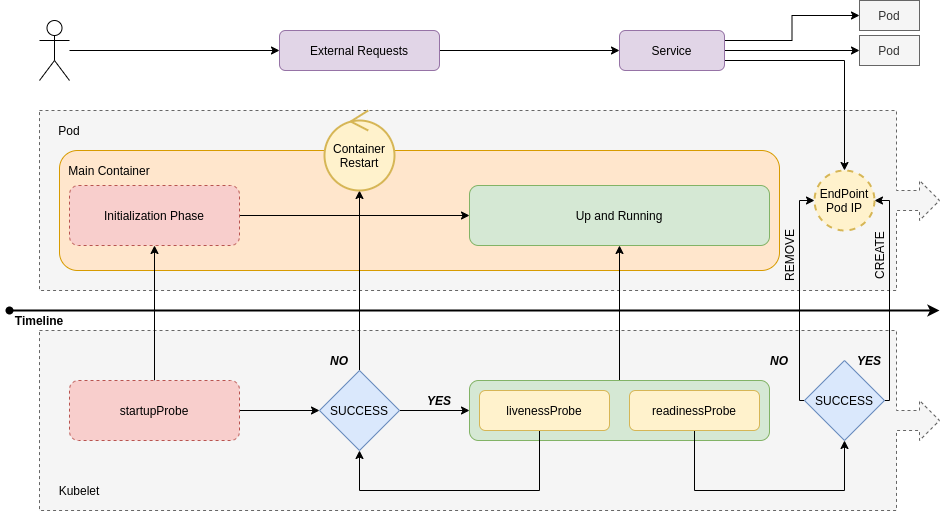 Pod
External Requests
Service
Pod
Pod
Container
Restart
Main Container
Initialization Phase
Up and Running
EndPoint
Pod IP
REMOVE
CREATE
Timeline
NO
YES
NO
YES
startupProbe
SUCCESS
livenessProbe
readinessProbe
SUCCESS
Kubelet